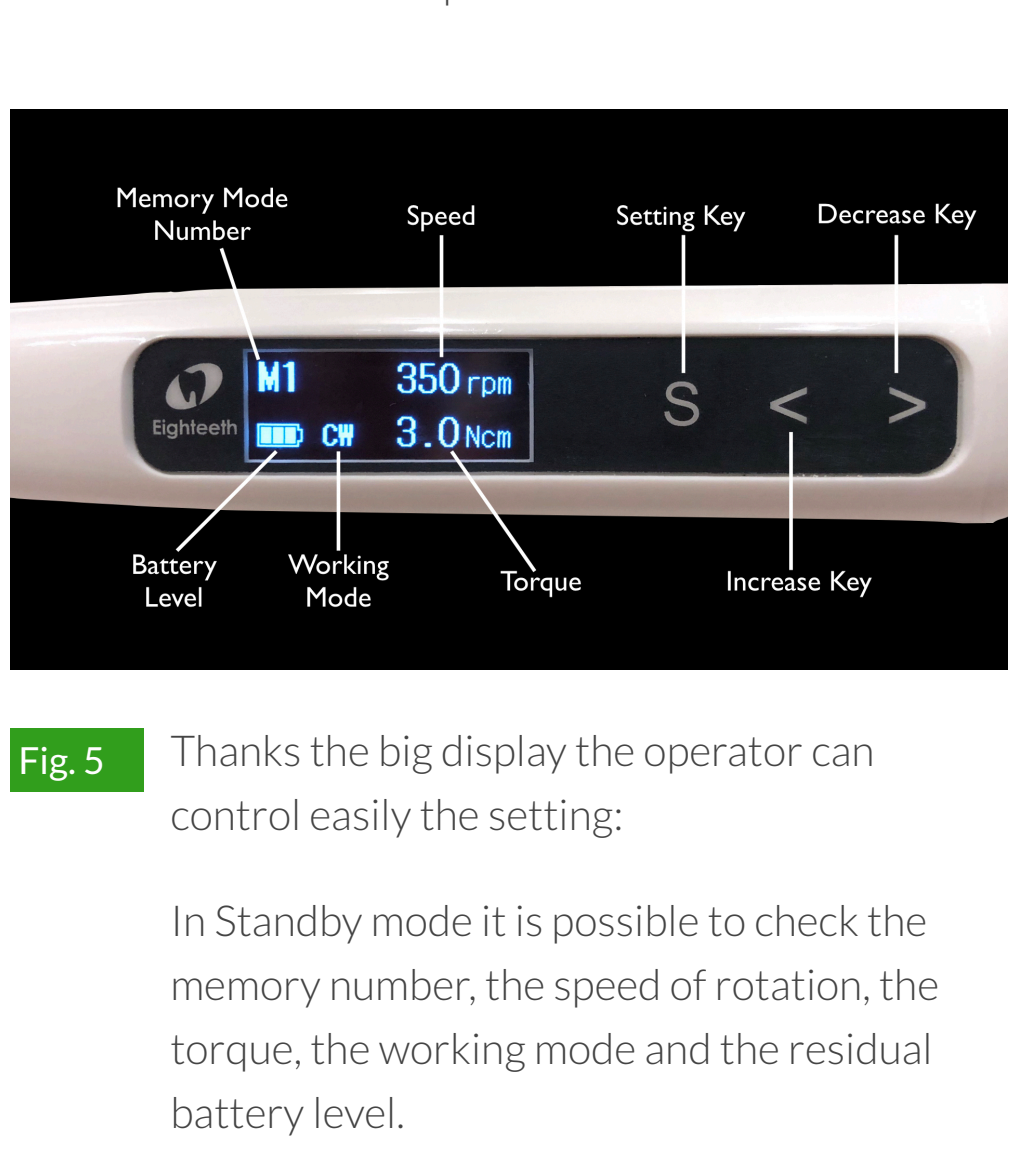 Memory Mode
Number
Speed
Setting Key
Decrease Key
M1
350 rpm
S
<
>
Eighteeth
CW
3.0 Ncm
Battery
Level
Working
Mode
Torque
Increase Key
Fig. 5
Thanks the big display the operator can
control easily the setting:
In Standby mode it is possible to check the
memory number, the speed of rotation, the
torque, the working mode and the residual
battery level.